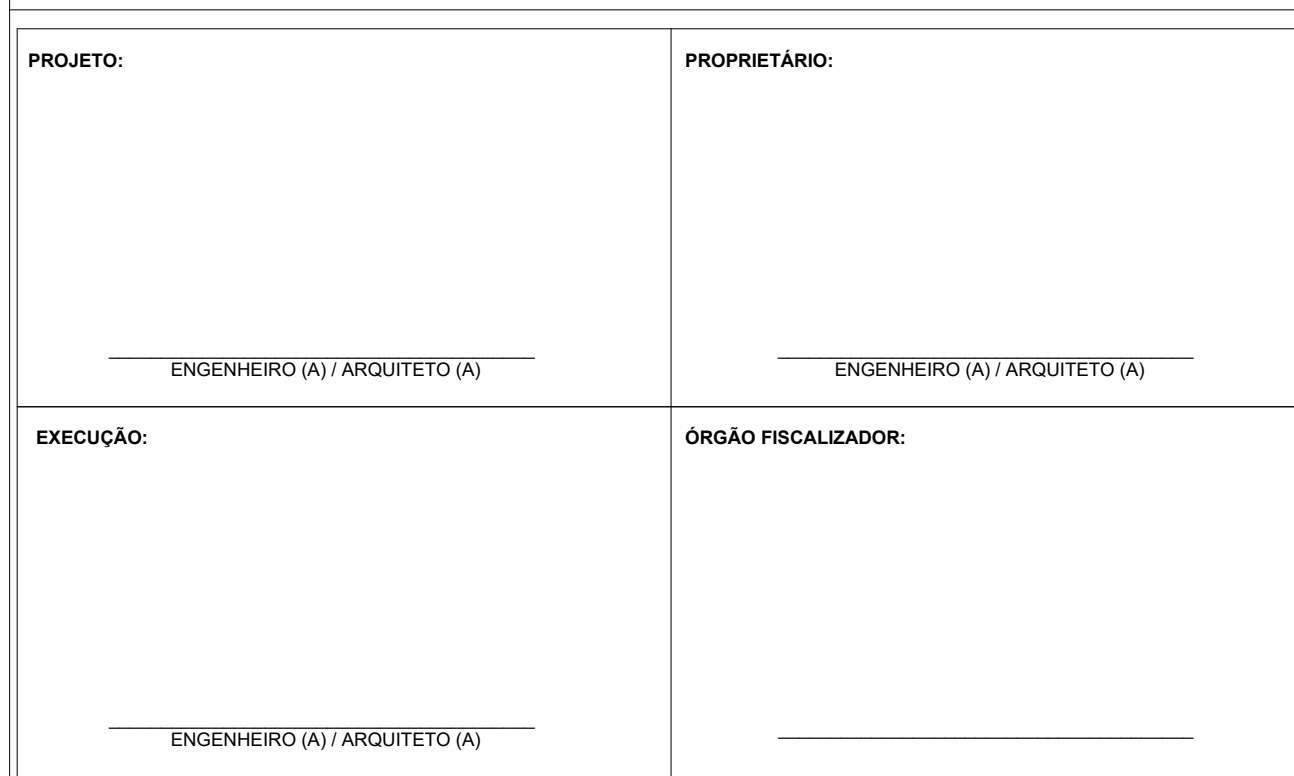 PROJETO:
PROPRIETÁRIO:
ENGENHEIRO (A) / ARQUITETO (A)
ENGENHEIRO (A) / ARQUITETO (A)
EXECUÇÃO:
ÓRGÃO FISCALIZADOR:
ENGENHEIRO (A) / ARQUITETO (A)